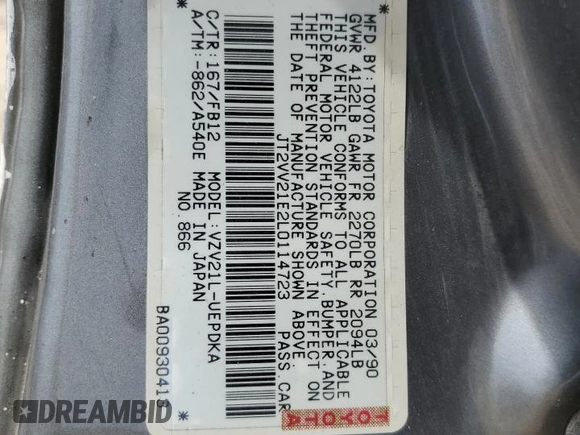 MFD.BY:TOYOTA MOTOR CORPORATION 03/90
GVWR 4122LB GAWR FR 2270LB RR 2094LB
THIS VEHICLE CONFORMS TO ALL APPLICABLE
FEDERAL MOTOR VEHICLE SAFETY.BUMPER.AND
THEFT PREVENTION STANDARDS IN EFFECT ON
THE DATE OF MANUFACTURE SHOWN ABOVE.
JT2VV21E2L0114723 PASS CAR
C/TR:167/FB12 MODEL:VZV21L-UEPDKA
A/TM:-862/A540E MADE IN JAPAN
NO.866
*BA00930413*
TOYOTA
DREAMBID